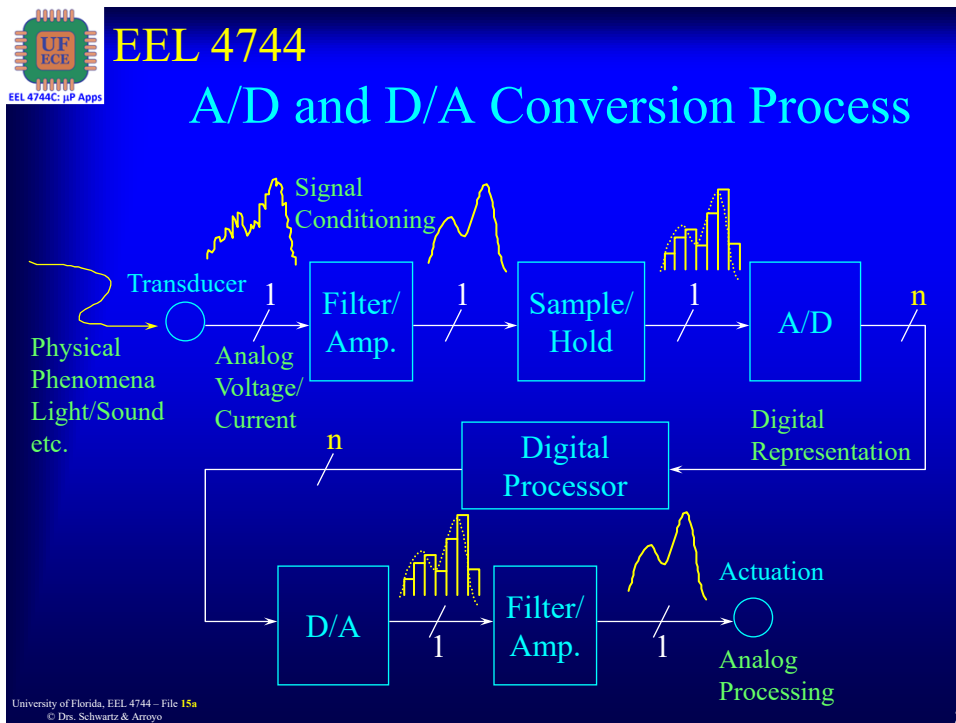 UF
ECE
EEL 4744C: µP Apps
EEL 4744
A/D and D/A Conversion Process
Signal
Conditioning
Transducer
1
Filter/
Amp.
1
Sample/
Hold
1
A/D
n
Physical
Phenomena
Light/Sound
etc.
Analog
Voltage/
Current
n
Digital
Processor
Digital
Representation
D/A
1
Filter/
Amp.
1
Actuation
Analog
Processing
University of Florida, EEL 4744 – File 15a
© Drs. Schwartz & Arroyo